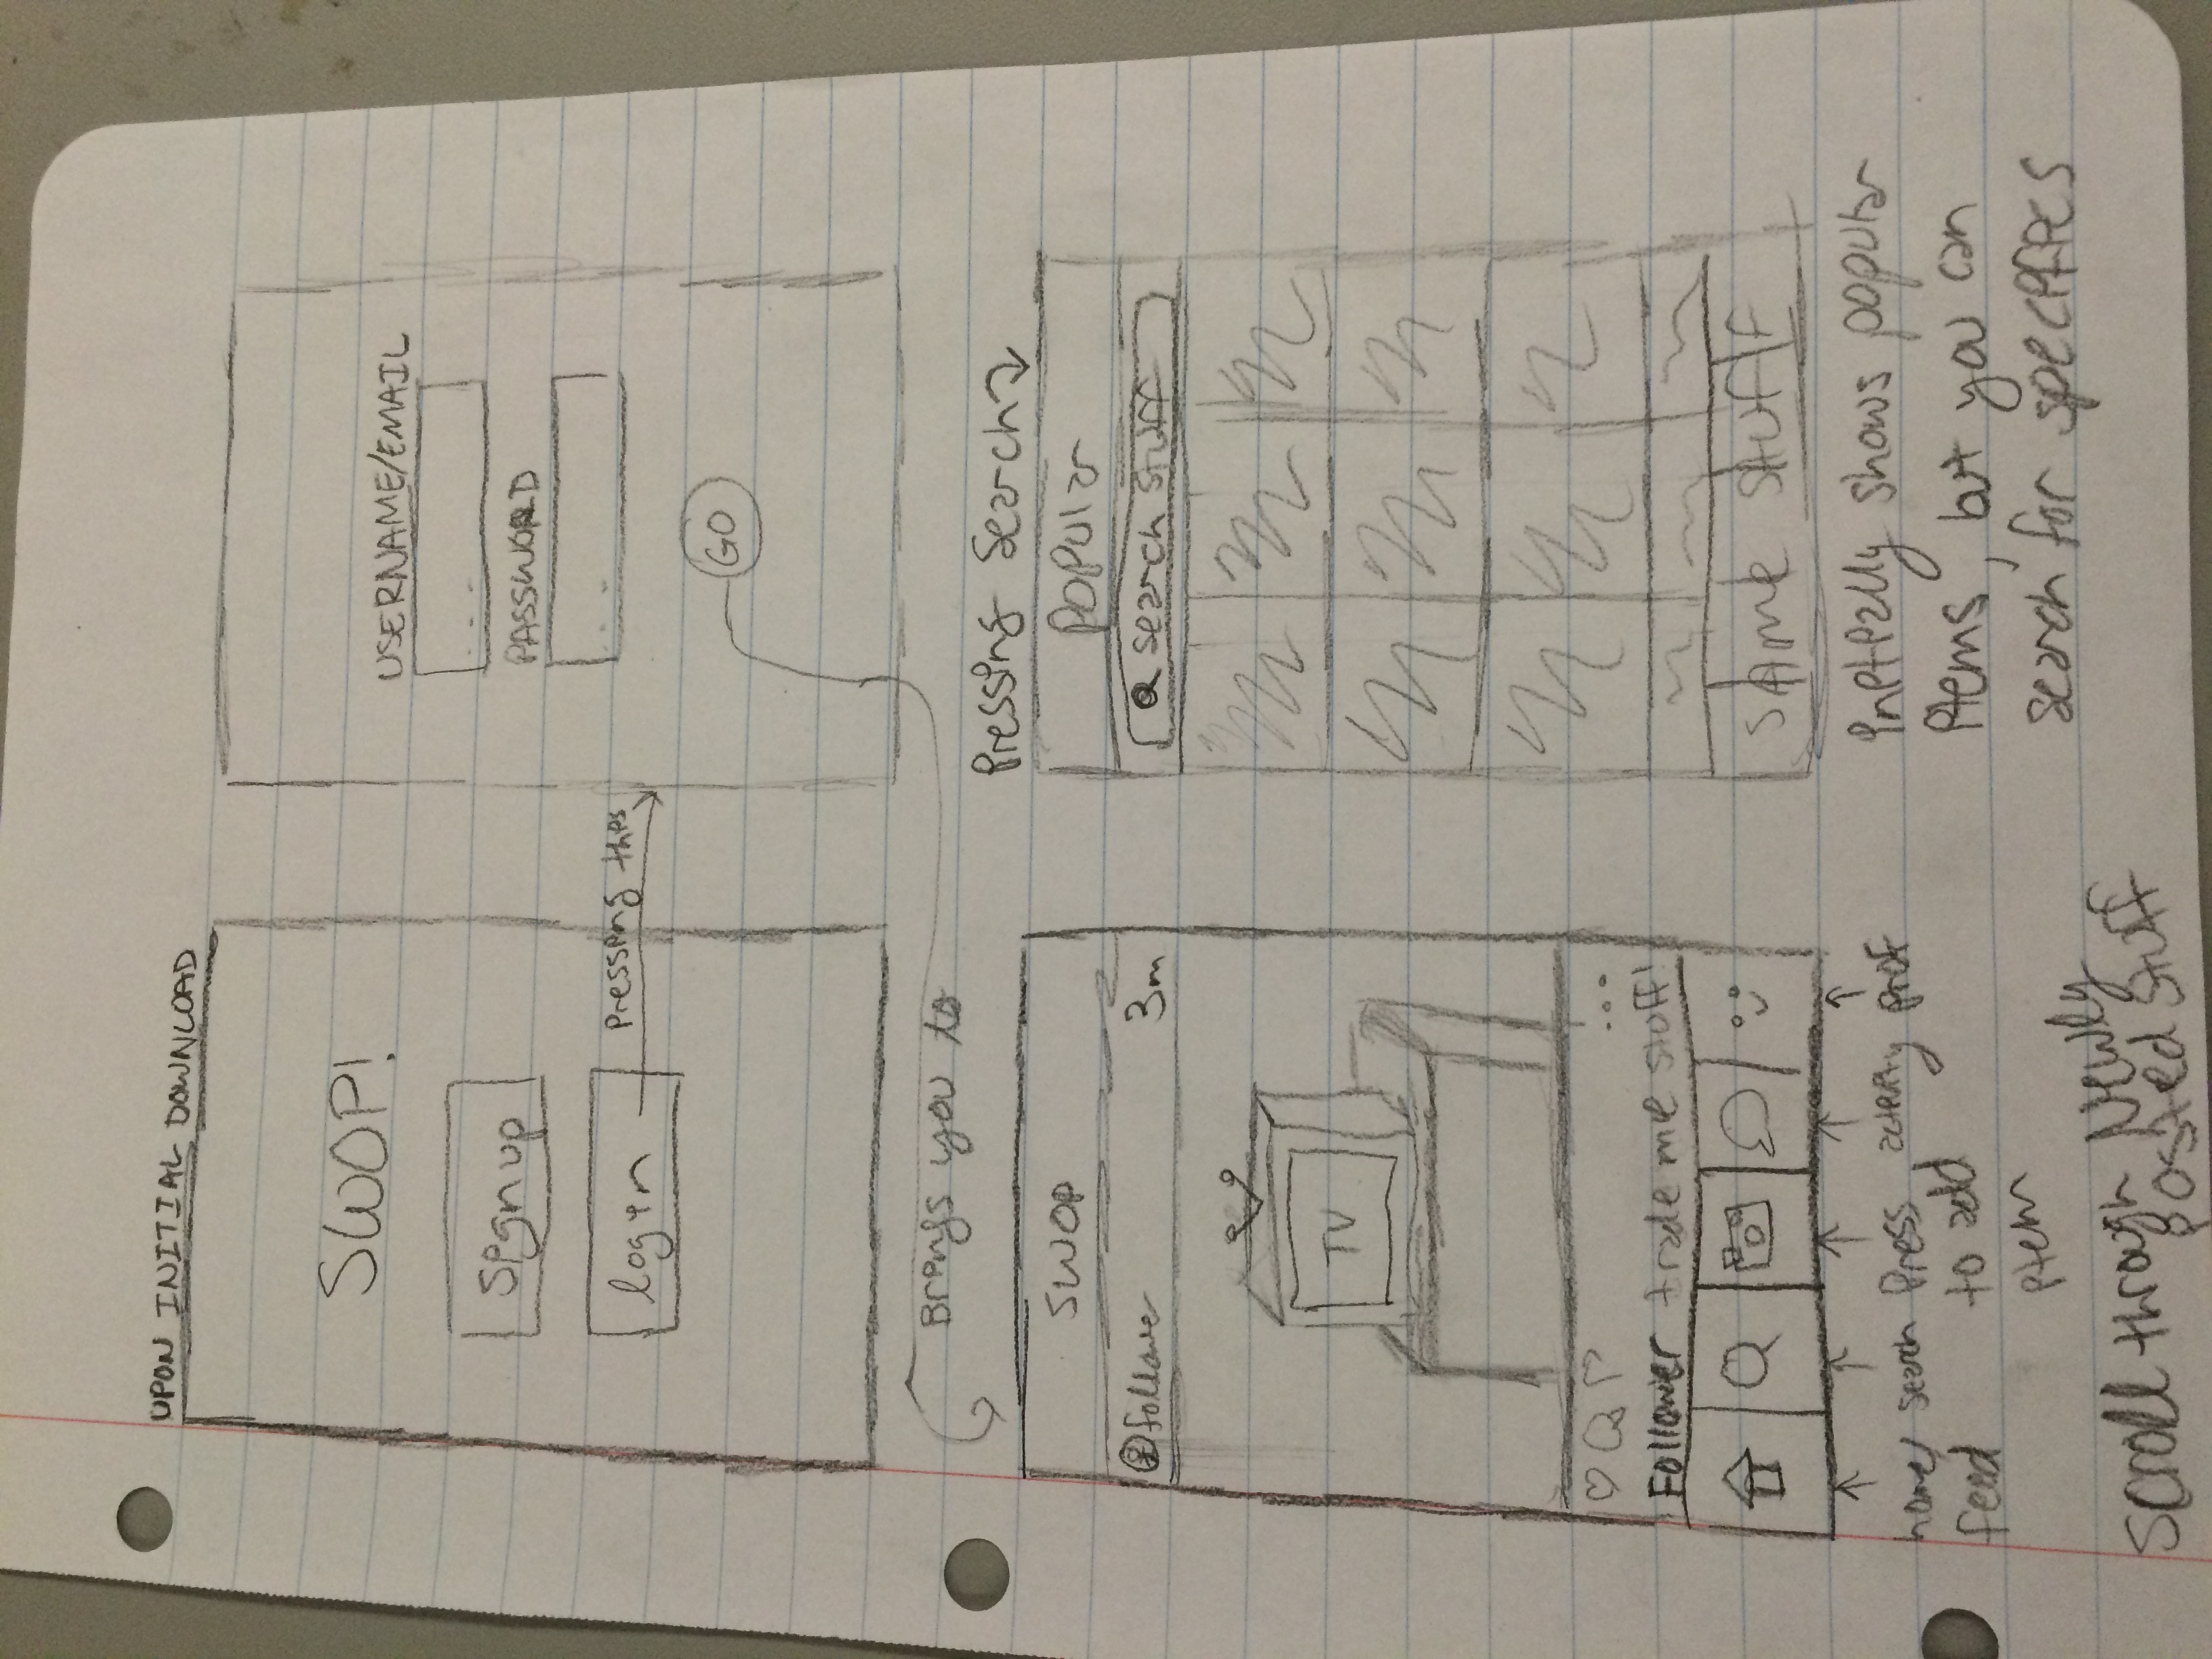 UPON INITIAL DOWNLOAD
SWOP!
sign up
login
Pressing this
USERNAME/EMAIL
...
PASSWORD
...
GO
Brings you to
SWOP
follower 3m
TV
...
Follower trade me stuff!
home/
feed
search
Press
to add
item
activity
prof
Scroll through Newly
posted stuff
Pressing Search
Popular
search stuff
SAme stuff
initially shows popular
items, but you can
search for specifics